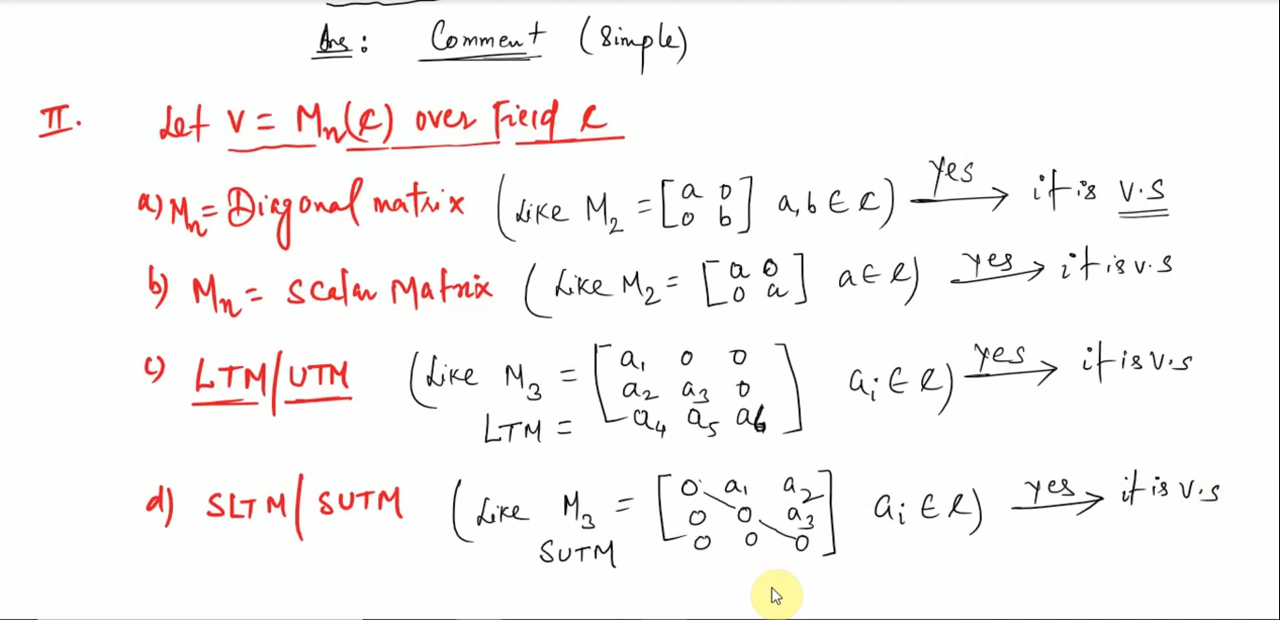 Ans : Comment (Simple)
II. Let V = Mn(ℂ) over Field ℂ
a) Mn = Diagonal matrix (Like M2 = [a 0 0 b] a, b ∈ ℂ) yes → it is V.S
b) Mn = Scalar Matrix (Like M2 = [a 0 0 a] a ∈ ℂ) yes → it is V.S
c) LTM/UTM (Like M3 = [a1 0 0
a2 a3 0
LTM = a4 a5 a6] ai ∈ ℂ) yes → it is V.S
d) SLTM/SUTM (Like M3 = [0 a1 a2
0 0 a3
SUTM 0 0 0] ai ∈ ℂ) yes → it is V.S